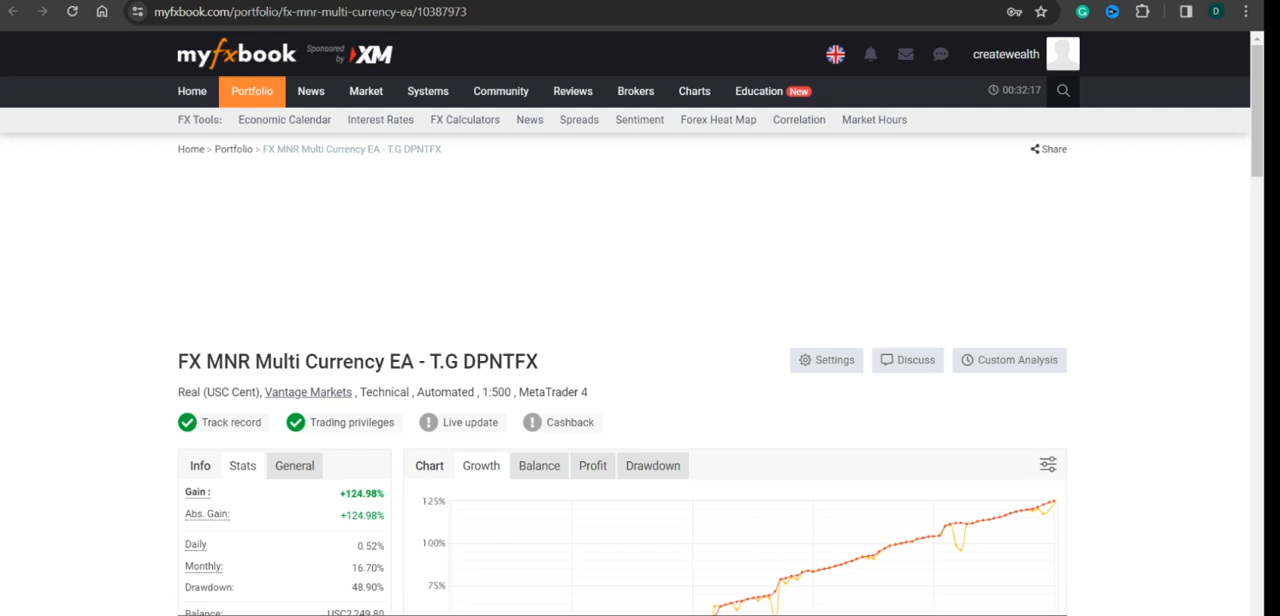 myfxbook.com/portfolio/fx-mnr-multi-currency-ea/10387973
G
D
myfxbook Sponsored by XM
createwealth
Home Portfolio News Market Systems Community Reviews Brokers Charts Education New 00:32:17
FX Tools: Economic Calendar Interest Rates FX Calculators News Spreads Sentiment Forex Heat Map Correlation Market Hours
Home > Portfolio > FX MNR Multi Currency EA - T.G DPNTFX Share
FX MNR Multi Currency EA - T.G DPNTFX Settings Discuss Custom Analysis
Real (USC Cent), Vantage Markets , Technical , Automated , 1:500 , MetaTrader 4
Track record Trading privileges Live update Cashback
Info Stats General Chart Growth Balance Profit Drawdown
Gain : +124.98% 125%
Abs. Gain: +124.98%
Daily 0.52% 100%
Monthly: 16.70%
Drawdown: 48.90% 75%
Balance: USC2,249.80